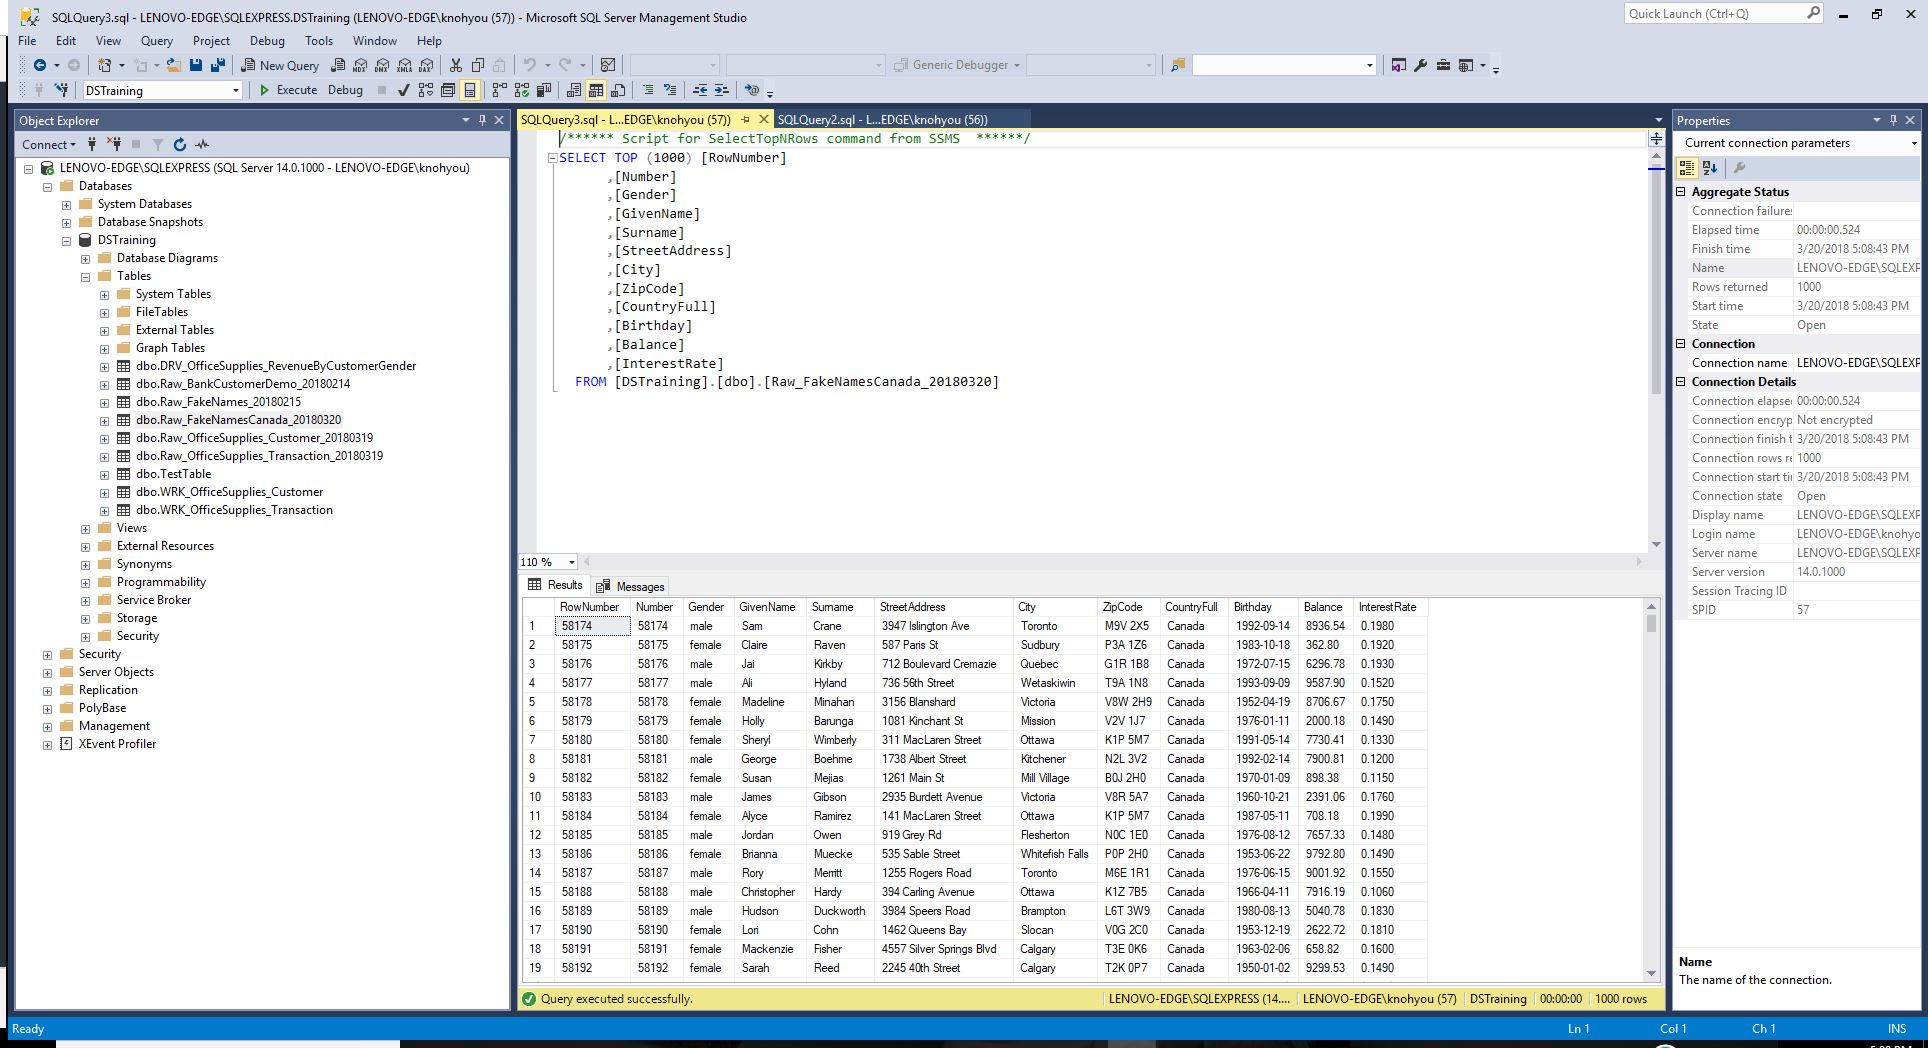 SQLQuery3.sql - LENOVO-EDGE\SQLEXPRESS.DSTraining (LENOVO-EDGE\knohyou (57)) - Microsoft SQL Server Management Studio
Quick Launch (Ctrl+Q)
File Edit View Query Project Debug Tools Window Help
New Query MDX DMX XMLA DAX Generic Debugger
DSTraining Execute Debug
Object Explorer
Connect
LENOVO-EDGE\SQLEXPRESS (SQL Server 14.0.1000 - LENOVO-EDGE\knohyou)
Databases
System Databases
Database Snapshots
DSTraining
Database Diagrams
Tables
System Tables
FileTables
External Tables
Graph Tables
dbo.DRV_OfficeSupplies_RevenueByCustomerGender
dbo.Raw_BankCustomerDemo_20180214
dbo.Raw_FakeNames_20180215
dbo.Raw_FakeNamesCanada_20180320
dbo.Raw_OfficeSupplies_Customer_20180319
dbo.Raw_OfficeSupplies_Transaction_20180319
dbo.TestTable
dbo.WRK_OfficeSupplies_Customer
dbo.WRK_OfficeSupplies_Transaction
Views
External Resources
Synonyms
Programmability
Service Broker
Storage
Security
Security
Server Objects
Replication
PolyBase
Management
XEvent Profiler
SQLQuery3.sql - L...EDGE\knohyou (57)) SQLQuery2.sql - L...EDGE\knohyou (56))
/****** Script for SelectTopNRows command from SSMS ******/
SELECT TOP (1000) [RowNumber]
,[Number]
,[Gender]
,[GivenName]
,[Surname]
,[StreetAddress]
,[City]
,[ZipCode]
,[CountryFull]
,[Birthday]
,[Balance]
,[InterestRate]
FROM [DSTraining].[dbo].[Raw_FakeNamesCanada_20180320]
110 %
Results Messages
RowNumber Number Gender GivenName Surname StreetAddress City ZipCode CountryFull Birthday Balance InterestRate
1 58174 58174 male Sam Crane 3947 Islington Ave Toronto M9V 2X5 Canada 1992-09-14 8936.54 0.1980
2 58175 58175 female Claire Raven 587 Paris St Sudbury P3A 1Z6 Canada 1983-10-18 362.80 0.1920
3 58176 58176 male Jai Kirkby 712 Boulevard Cremazie Quebec G1R 1B8 Canada 1972-07-15 6296.78 0.1930
4 58177 58177 male Ali Hyland 736 56th Street Wetaskiwin T9A 1N8 Canada 1993-09-09 9587.90 0.1520
5 58178 58178 female Madeline Minahan 3156 Blanshard Victoria V8W 2H9 Canada 1952-04-19 8706.67 0.1750
6 58179 58179 female Holly Barunga 1081 Kinchant St Mission V2V 1J7 Canada 1976-01-11 2000.18 0.1490
7 58180 58180 female Sheryl Wimberly 311 MacLaren Street Ottawa K1P 5M7 Canada 1991-05-14 7730.41 0.1330
8 58181 58181 male George Boehme 1738 Albert Street Kitchener N2L 3V2 Canada 1992-02-14 7900.81 0.1200
9 58182 58182 female Susan Mejias 1261 Main St Mill Village B0J 2H0 Canada 1970-01-09 898.38 0.1150
10 58183 58183 male James Gibson 2935 Burdett Avenue Victoria V8R 5A7 Canada 1960-10-21 2391.06 0.1760
11 58184 58184 female Alyce Ramirez 141 MacLaren Street Ottawa K1P 5M7 Canada 1987-05-11 708.18 0.1990
12 58185 58185 male Jordan Owen 919 Grey Rd Flesherton N0C 1E0 Canada 1976-08-12 7657.33 0.1480
13 58186 58186 female Brianna Muecke 535 Sable Street Whitefish Falls P0P 2H0 Canada 1953-06-22 9792.80 0.1490
14 58187 58187 male Rory Merritt 1255 Rogers Road Toronto M6E 1R1 Canada 1976-06-15 9001.92 0.1550
15 58188 58188 male Christopher Hardy 394 Carling Avenue Ottawa K1Z 7B5 Canada 1966-04-11 7916.19 0.1060
16 58189 58189 male Hudson Duckworth 3984 Speers Road Brampton L6T 3W9 Canada 1980-08-13 5040.78 0.1830
17 58190 58190 female Lori Cohn 1462 Queens Bay Slocan V0G 2C0 Canada 1953-12-19 2622.72 0.1810
18 58191 58191 female Mackenzie Fisher 4557 Silver Springs Blvd Calgary T3E 0K6 Canada 1963-02-06 658.82 0.1600
19 58192 58192 female Sarah Reed 2245 40th Street Calgary T2K 0P7 Canada 1950-01-02 9299.53 0.1490
Query executed successfully. LENOVO-EDGE\SQLEXPRESS (14.... LENOVO-EDGE\knohyou (57) DSTraining 00:00:00 1000 rows
Properties
Current connection parameters
Aggregate Status
Connection failures
Elapsed time 00:00:00.524
Finish time 3/20/2018 5:08:43 PM
Name LENOVO-EDGE\SQLEXP
Rows returned 1000
Start time 3/20/2018 5:08:43 PM
State Open
Connection
Connection name LENOVO-EDGE\SQLEXP
Connection Details
Connection elapse 00:00:00.524
Connection encryp Not encrypted
Connection finish t 3/20/2018 5:08:43 PM
Connection rows re 1000
Connection start ti 3/20/2018 5:08:43 PM
Connection state Open
Display name LENOVO-EDGE\SQLEXP
Login name LENOVO-EDGE\knohyo
Server name LENOVO-EDGE\SQLEXP
Server version 14.0.1000
Session Tracing ID
SPID 57
Name
The name of the connection.
Ready Ln 1 Col 1 Ch 1 INS